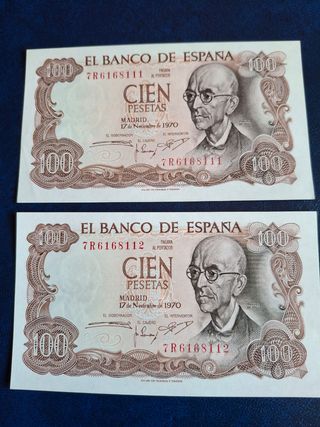 EL BANCO DE ESPAÑA
100
7R6168111
PAGARA
AL PORTADOR
100
CIEN
PESETAS
MADRID
17 de Noviembre de 1970
EL GOBERNADOR
EL CAJERO
EL INTERVENTOR
7R6168111
100
100
EL BANCO DE ESPAÑA
100
7R6168112
PAGARA
AL PORTADOR
100
CIEN
PESETAS
MADRID
17 de Noviembre de 1970
EL GOBERNADOR
EL CAJERO
EL INTERVENTOR
7R6168112
100
100